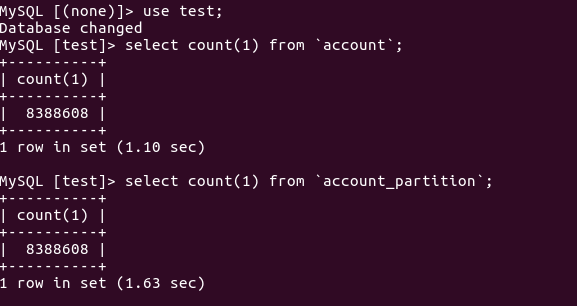 MySQL [(none)]> use test;
Database changed
MySQL [test]> select count(1) from `account`;
+----------+
| count(1) |
+----------+
|  8388608 |
+----------+
1 row in set (1.10 sec)

MySQL [test]> select count(1) from `account_partition`;
+----------+
| count(1) |
+----------+
|  8388608 |
+----------+
1 row in set (1.63 sec)